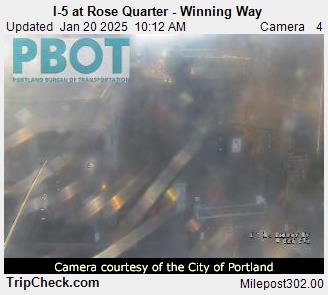 I-5 at Rose Quarter - Winning Way
Updated Jan 20 2025 10:12 AM Camera 4
PBOT
PORTLAND BUREAU OF TRANSPORTATION
Camera courtesy of the City of Portland
TripCheck.com Milepost302.00